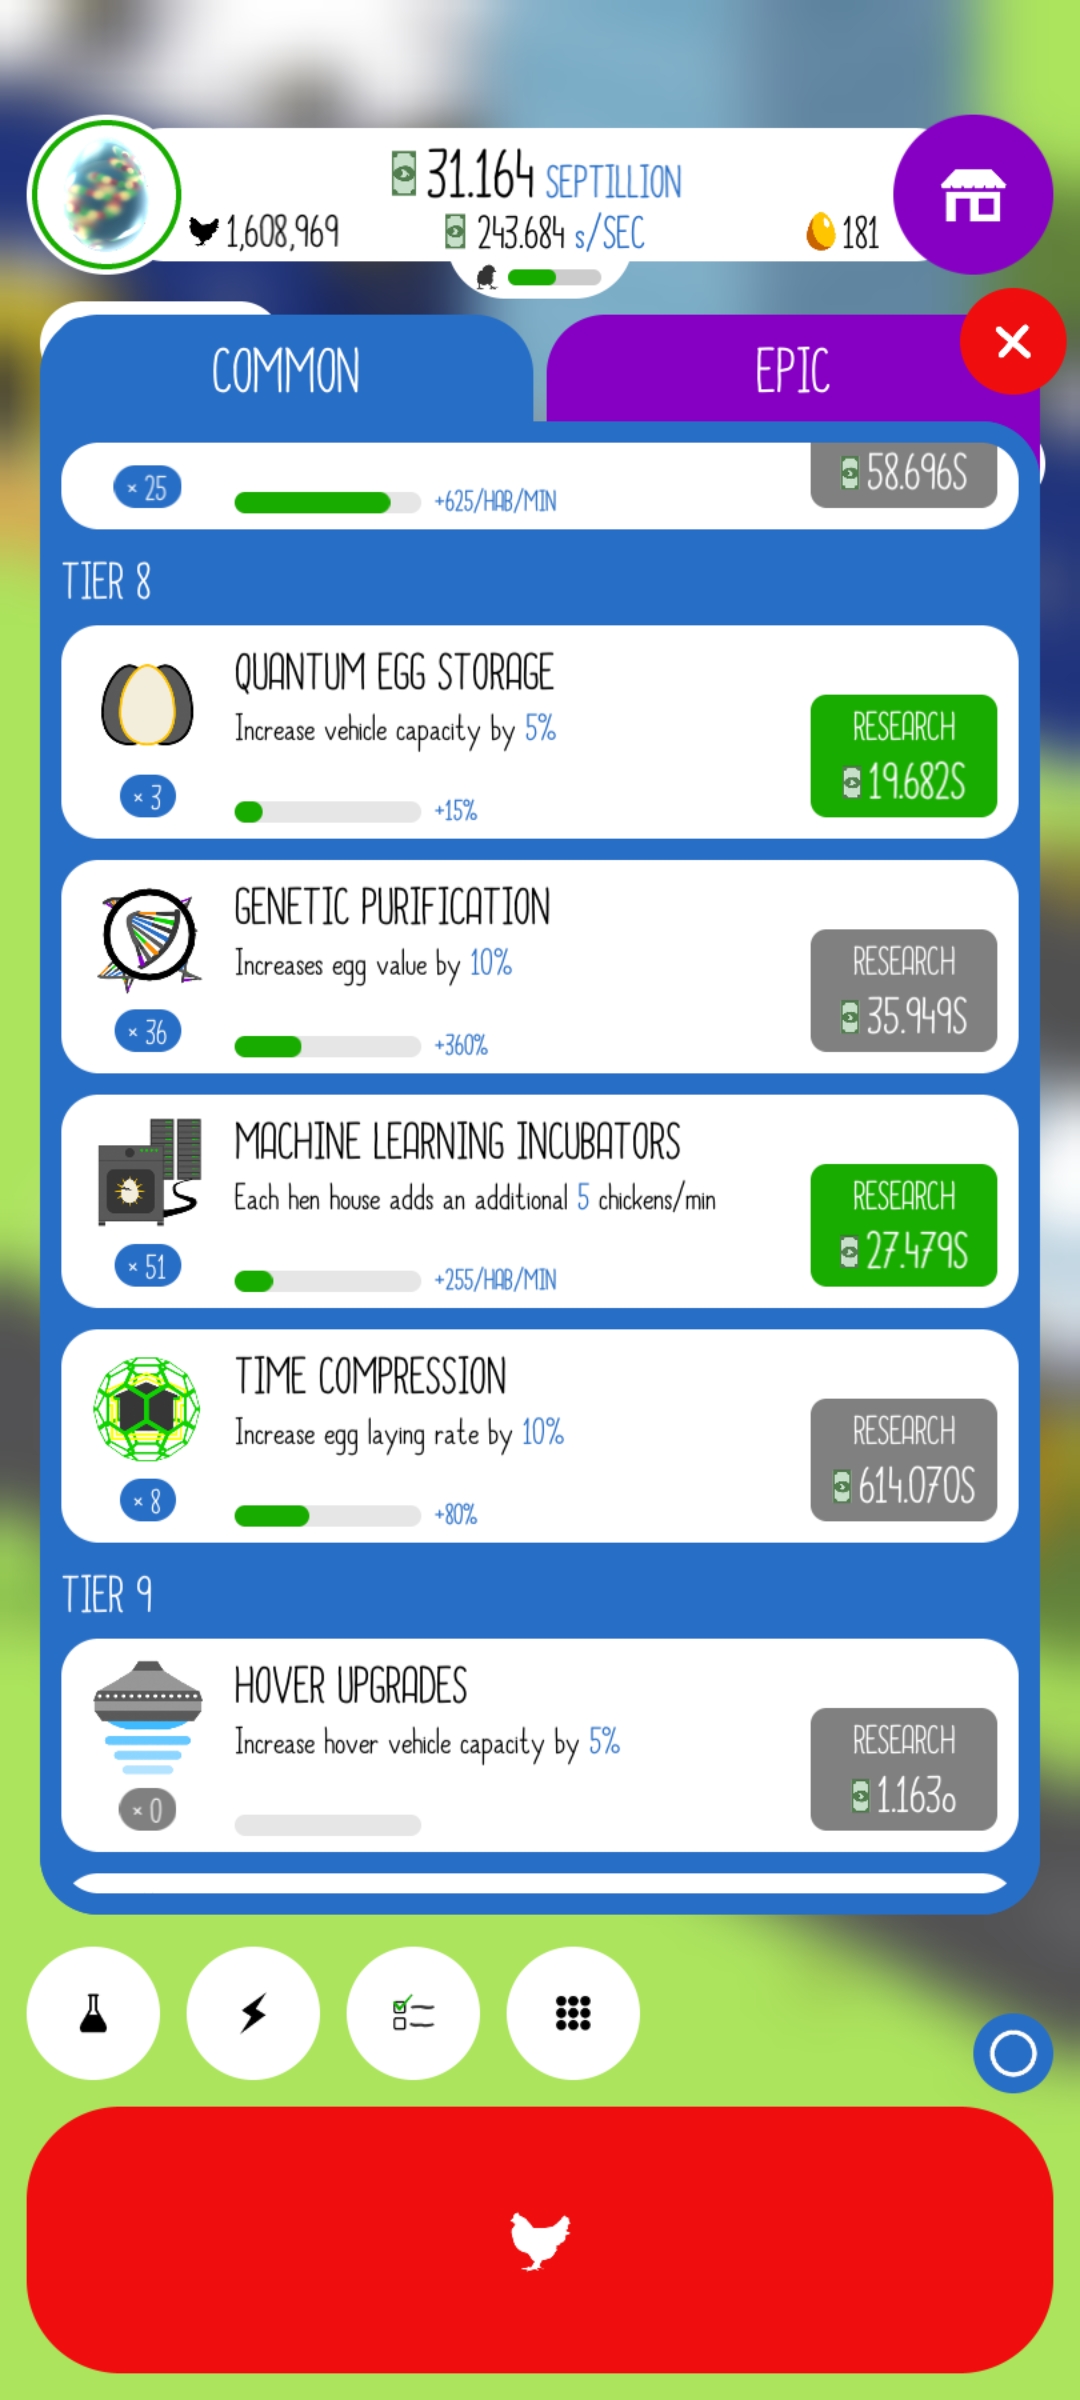 31.164 SEPTILLION
1,608,969
243.684 s/SEC
181
COMMON
EPIC
× 25
+625/HAB/MIN
58.696S
TIER 8
QUANTUM EGG STORAGE
Increase vehicle capacity by 5%
RESEARCH
19.682S
× 3
+15%
GENETIC PURIFICATION
Increases egg value by 10%
RESEARCH
35.949S
× 36
+360%
MACHINE LEARNING INCUBATORS
Each hen house adds an additional 5 chickens/min
RESEARCH
27.479S
× 51
+255/HAB/MIN
TIME COMPRESSION
Increase egg laying rate by 10%
RESEARCH
614.070S
× 8
+80%
TIER 9
HOVER UPGRADES
Increase hover vehicle capacity by 5%
RESEARCH
1.163o
× 0